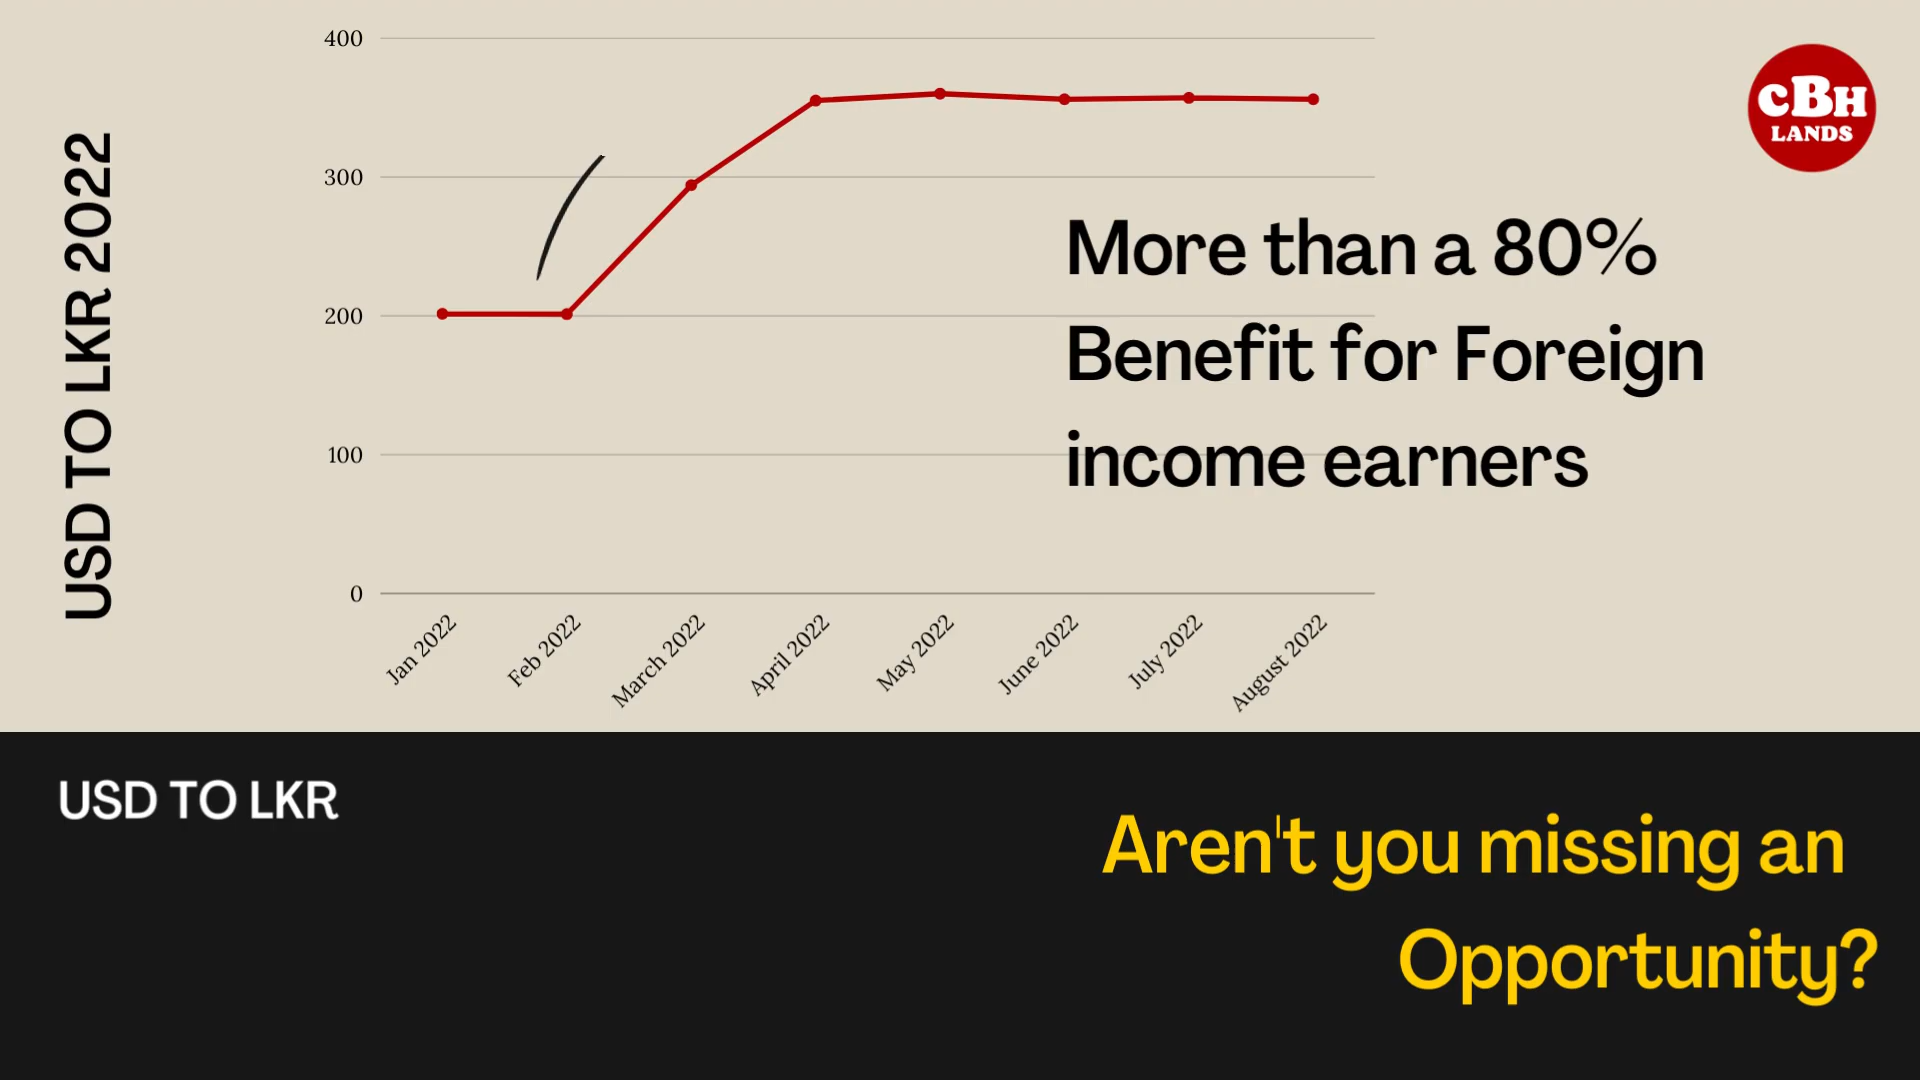 USD TO LKR 2022
400
300
200
100
0
Jan 2022
Feb 2022
March 2022
April 2022
May 2022
June 2022
July 2022
August 2022
CBH
LANDS
More than a 80%
Benefit for Foreign
income earners
USD TO LKR
Aren't you missing an
Opportunity?